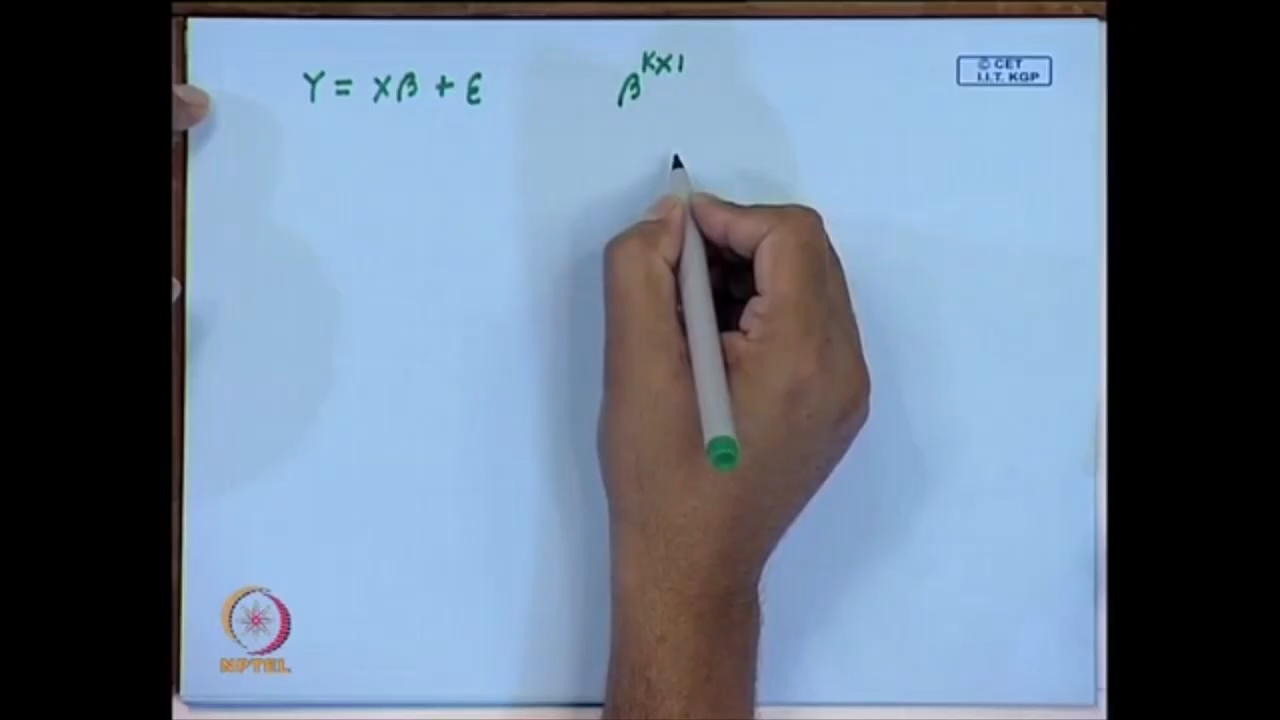 Y = Xβ + ε β^{K×1}
© CET
I.I.T. KGP
NPTEL